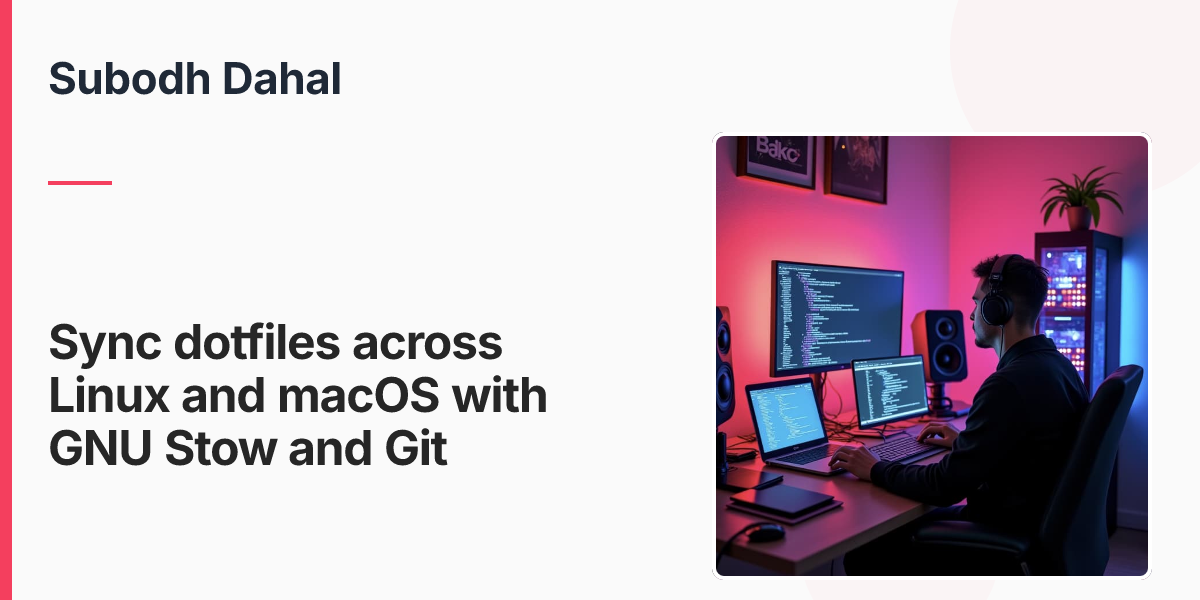 Subodh Dahal
Sync dotfiles across
Linux and macOS with
GNU Stow and Git